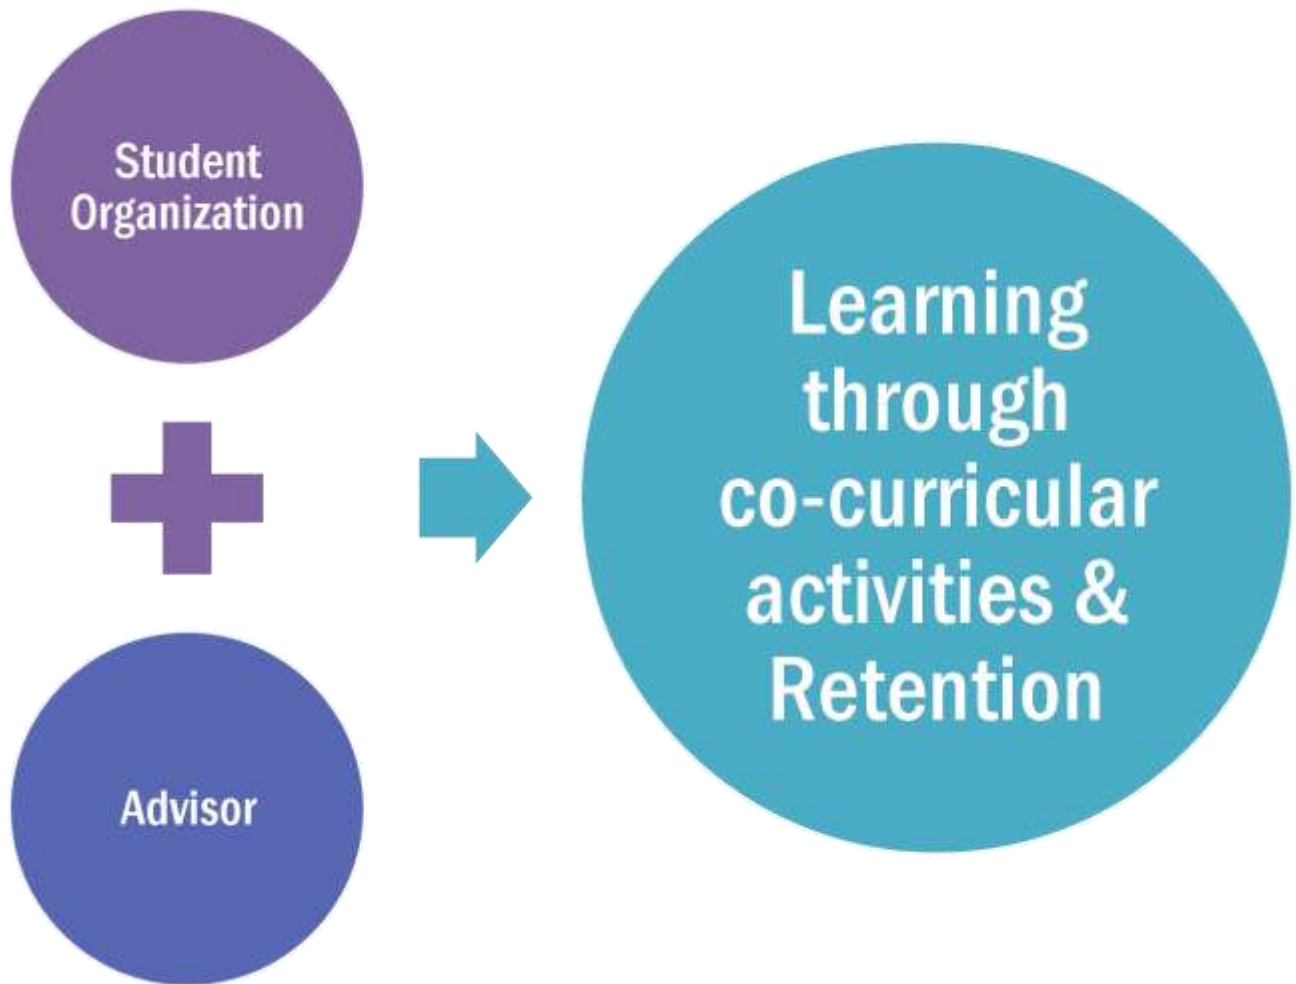 Student
Organization
Advisor
Learning
through
co-curricular
activities &
Retention